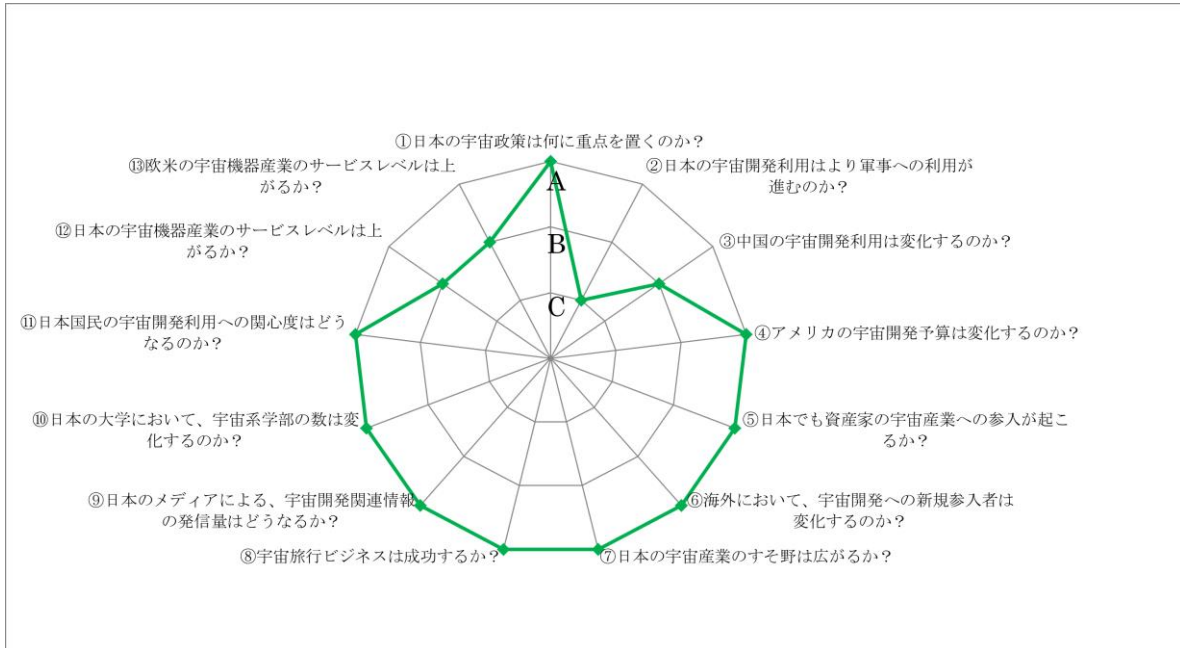 ①日本の宇宙政策は何に重点を置くのか？
②日本の宇宙開発利用はより軍事への利用が
進むのか？
③中国の宇宙開発利用は変化するのか？
④アメリカの宇宙開発予算は変化するのか？
⑤日本でも資産家の宇宙産業への参入が起こ
るか？
⑥海外において、宇宙開発への新規参入者は
変化するのか？
⑦日本の宇宙産業のすそ野は広がるか？
⑧宇宙旅行ビジネスは成功するか？
⑨日本のメディアによる、宇宙開発関連情報
の発信量はどうなるか？
⑩日本の大学において、宇宙系学部の数は変
化するのか？
⑪日本国民の宇宙開発利用への関心度はどう
なるのか？
⑫日本の宇宙機器産業のサービスレベルは上
がるか？
⑬欧米の宇宙機器産業のサービスレベルは上
がるか？
A
B
C